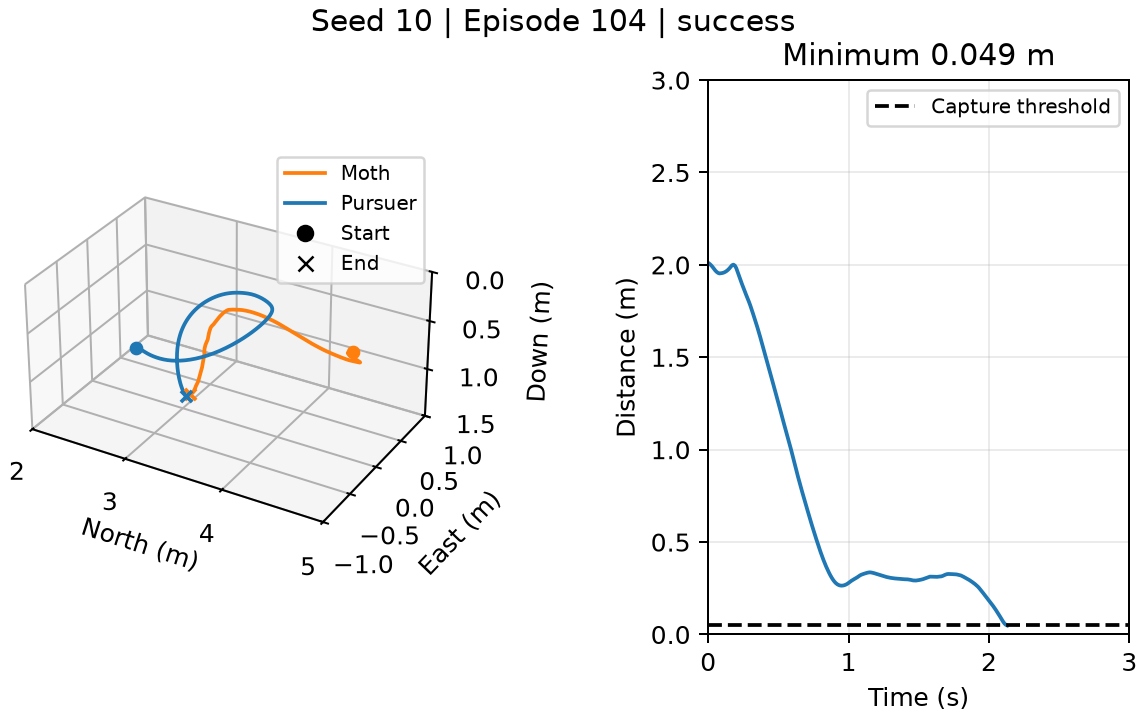 Seed 10 | Episode 104 | success
Moth
Pursuer
Start
End
0.0
0.5
1.0
1.5
Down (m)
1.0
0.5
0.0
−0.5
−1.0
East (m)
2
3
4
5
North (m)
Minimum 0.049 m
Capture threshold
3.0
2.5
2.0
1.5
1.0
0.5
0.0
Distance (m)
0
1
2
3
Time (s)